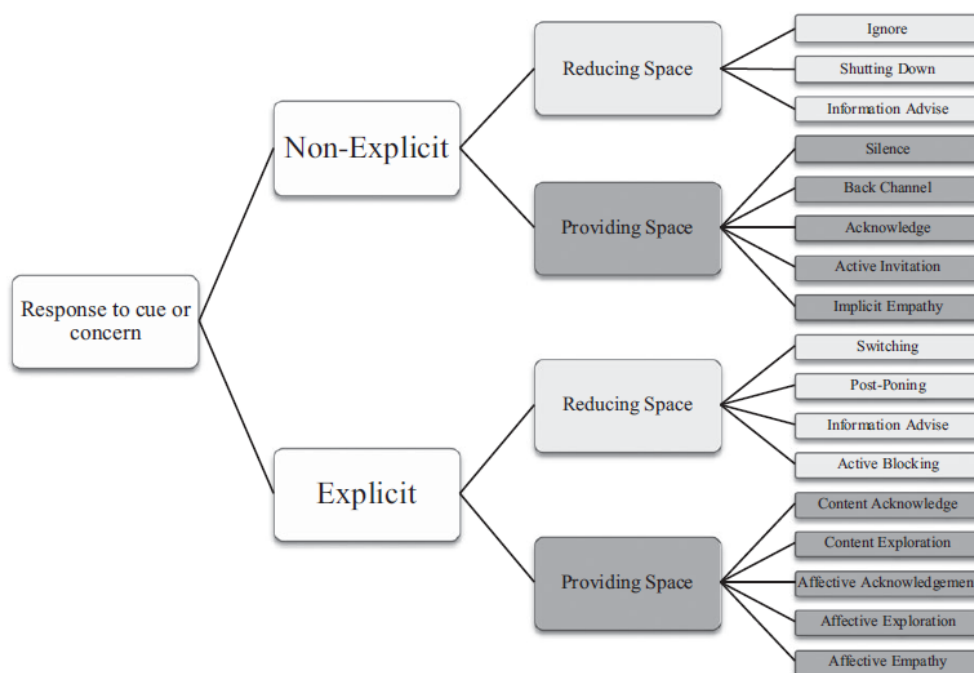 Response to cue or
concern
Non-Explicit
Reducing Space
Ignore
Shutting Down
Information Advise
Providing Space
Silence
Back Channel
Acknowledge
Active Invitation
Implicit Empathy
Explicit
Reducing Space
Switching
Post-Poning
Information Advise
Active Blocking
Providing Space
Content Acknowledge
Content Exploration
Affective Acknowledgemen
Affective Exploration
Affective Empathy